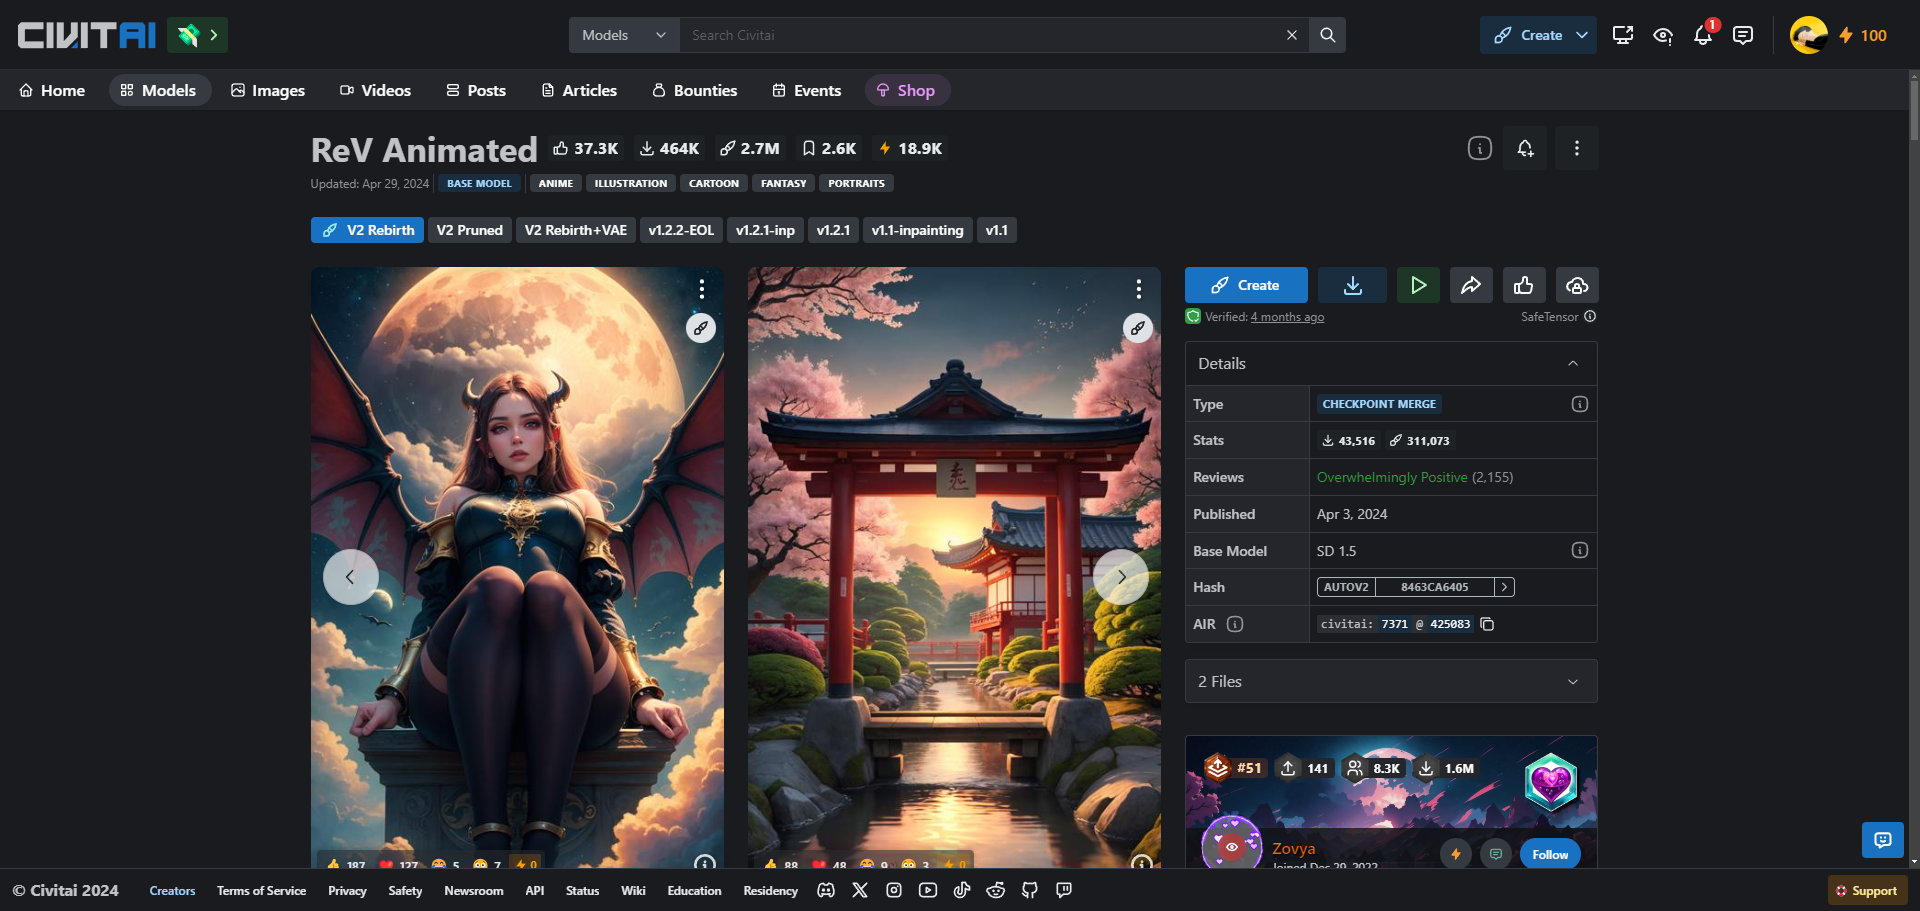 CIVITAI
Models
Search Civitai
Create
1
100
Home
Models
Images
Videos
Posts
Articles
Bounties
Events
Shop
ReV Animated
37.3K
464K
2.7M
2.6K
18.9K
Updated: Apr 29, 2024
BASE MODEL
ANIME
ILLUSTRATION
CARTOON
FANTASY
PORTRAITS
V2 Rebirth
V2 Pruned
V2 Rebirth+VAE
v1.2.2-EOL
v1.2.1-inp
v1.2.1
v1.1-inpainting
v1.1
187
127
5
7
0
88
48
9
3
0
Create
Verified: 4 months ago
SafeTensor
Details
Type
CHECKPOINT MERGE
Stats
43,516
311,073
Reviews
Overwhelmingly Positive (2,155)
Published
Apr 3, 2024
Base Model
SD 1.5
Hash
AUTOV2
8463CA6405
AIR
civitai: 7371 @ 425083
2 Files
#51
141
8.3K
1.6M
Zovya
Joined Dec 29, 2022
Follow
© Civitai 2024
Creators
Terms of Service
Privacy
Safety
Newsroom
API
Status
Wiki
Education
Residency
Support